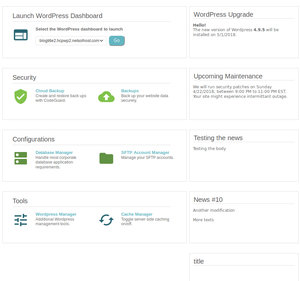 Launch WordPress Dashboard
Select the WordPress dashboard to launch
Go
Security
Cloud Backup
Create and restore back ups
with CodeGuard.
Backups
Back up your website data
securely.
Configurations
Database Manager
Handle most corporate
database application
requirements.
SFTP Account Manager
Manage your SFTP accounts.
Tools
WordPress Manager
Additional Wordpress
management tools.
Cache Manager
Toggle server-side caching
on/off.
WordPress Upgrade
Hello!
The new version of Wordpress 4.9.5 will be
installed on 5/1/2018.
Upcoming Maintenance
We will run security patches on Sunday
4/22/2018, between 9:00 PM to 11:00 PM EST.
Your site might experience intermittent outage.
Testing the news
Testing the body
News #10
Another modification
More tests
title